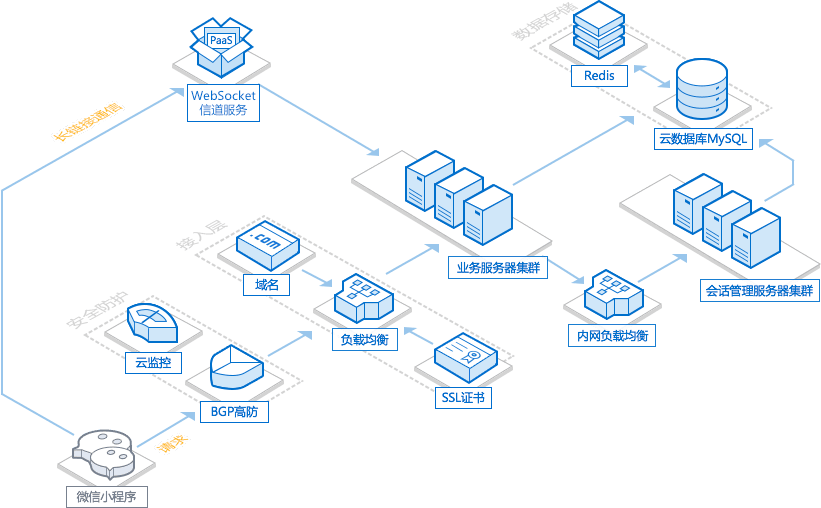 数据存储
PaaS
Redis
WebSocket
信道服务
长链接通信
云数据库MySQL
接入层
.com
业务服务器集群
域名
会话管理服务器集群
安全防护
负载均衡
内网负载均衡
云监控
SSL证书
BGP高防
请求
微信小程序